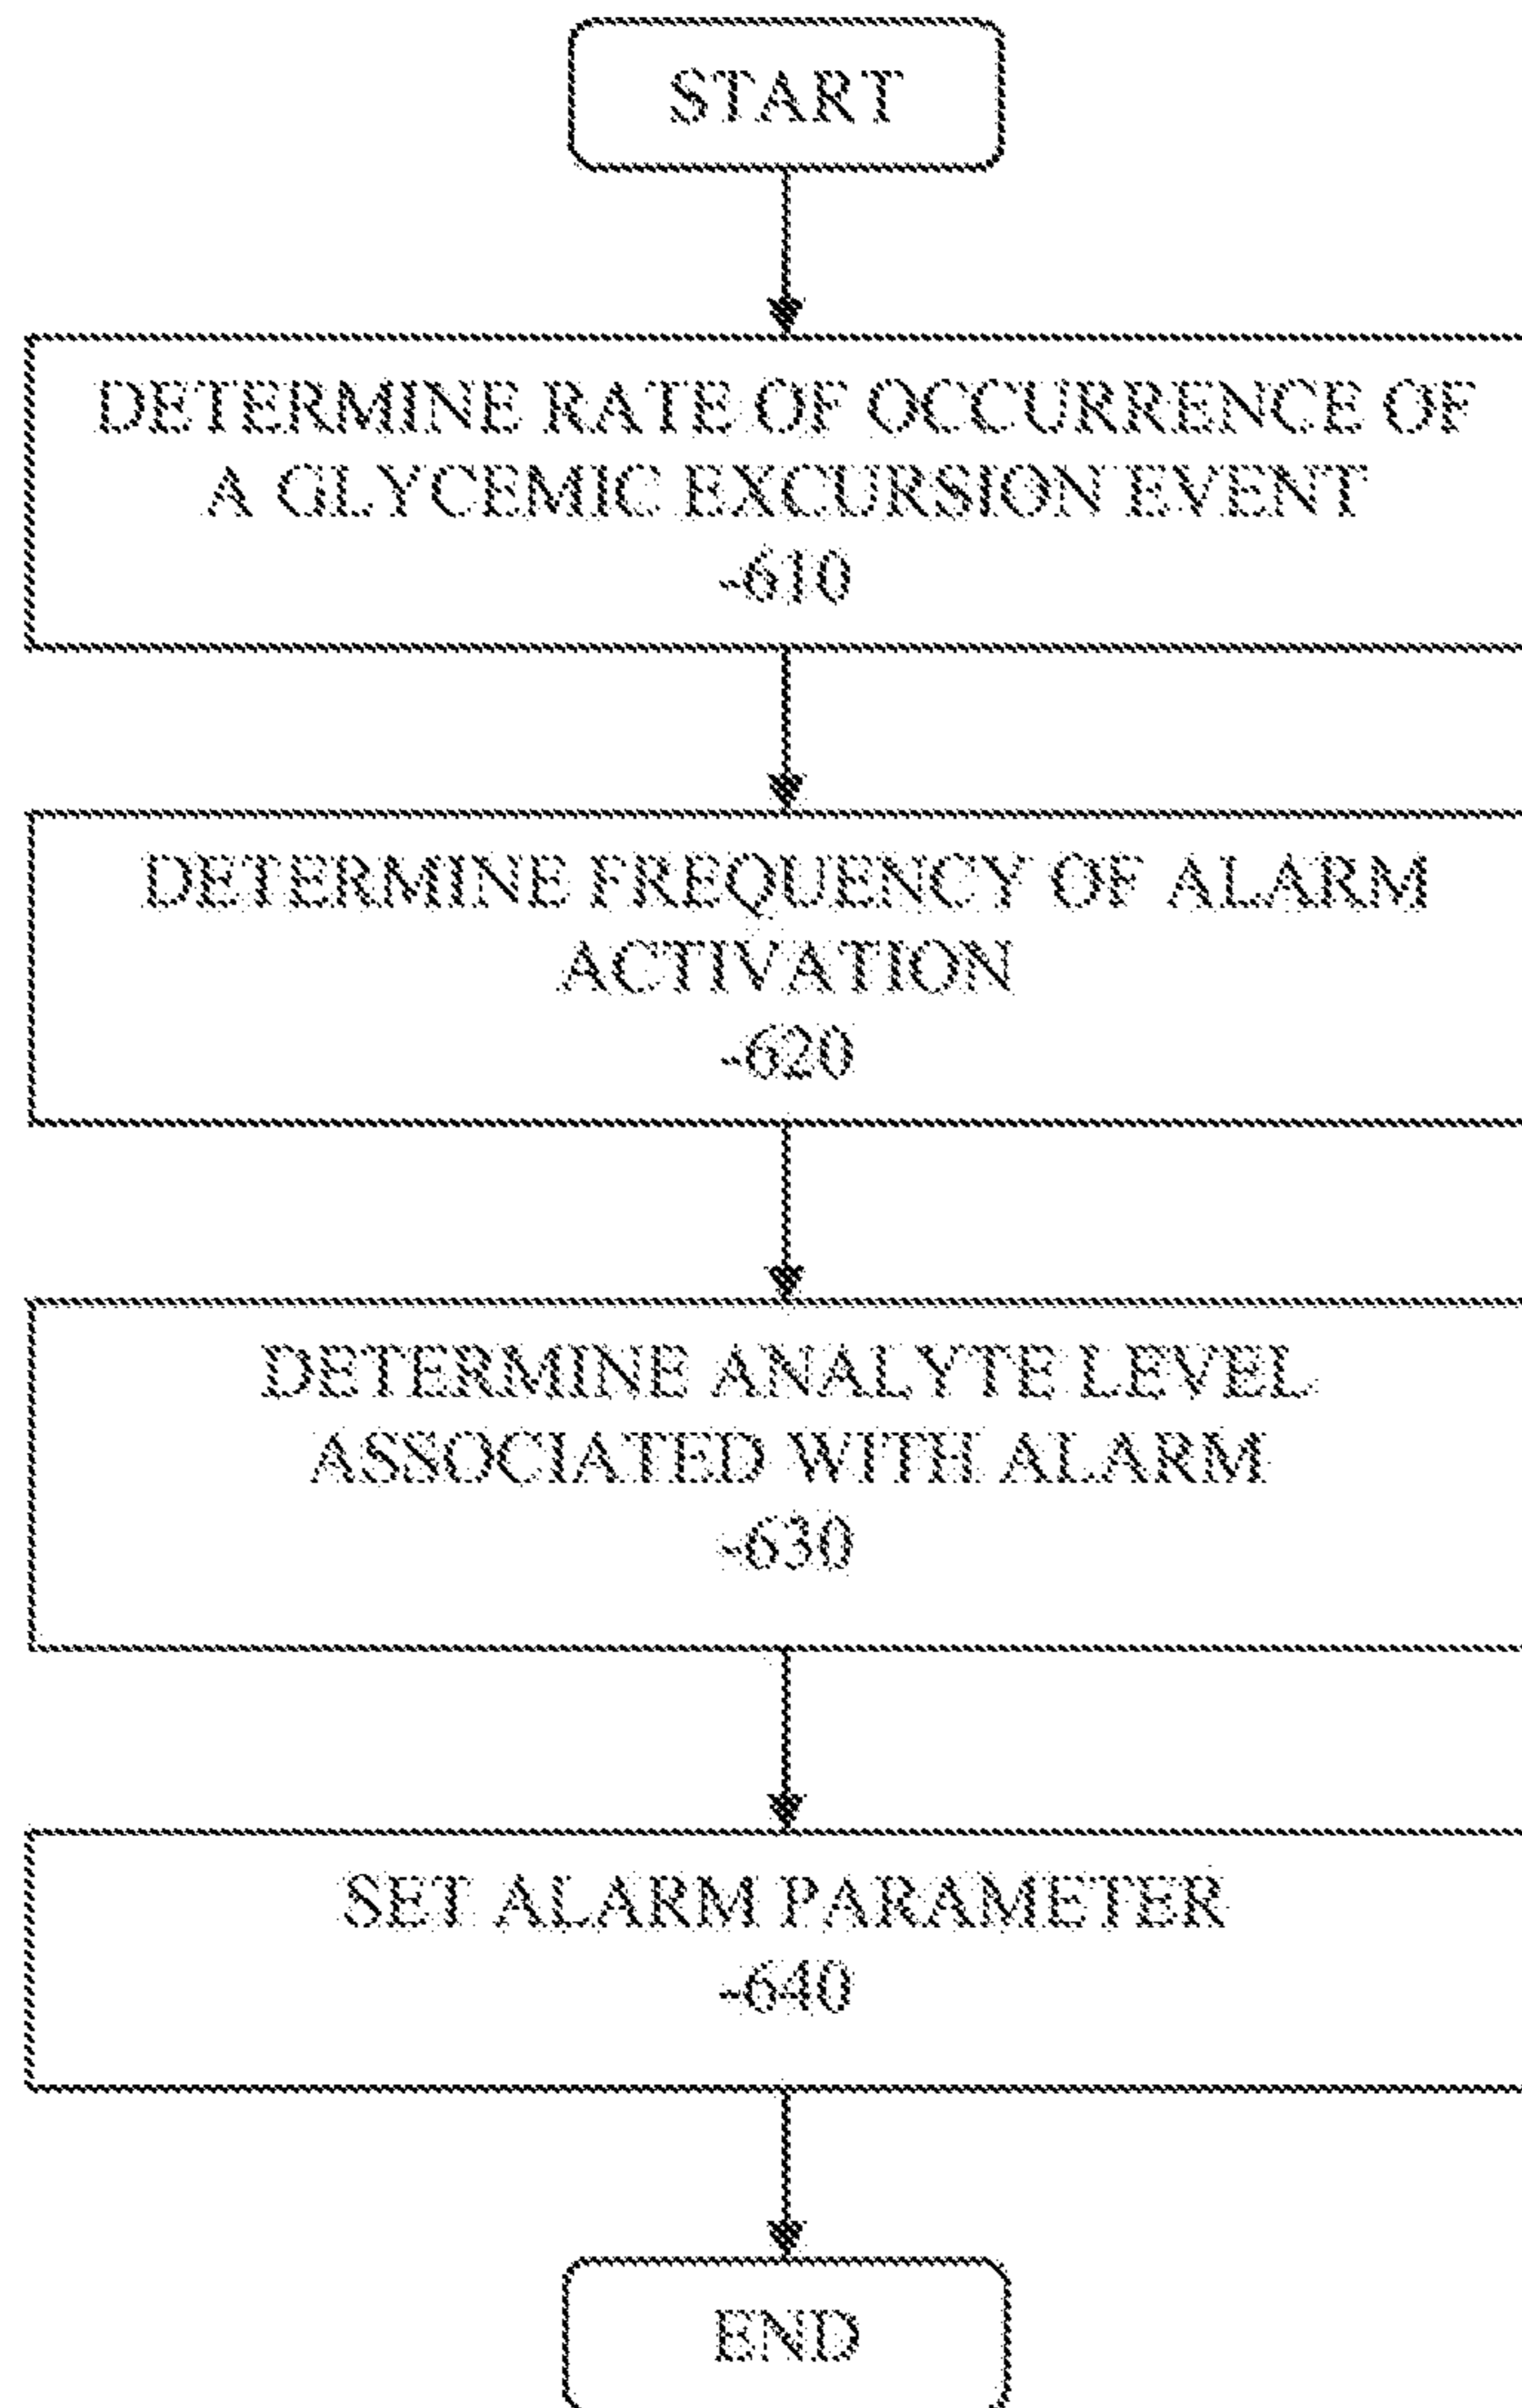 START
DETERMINE RATE OF OCCURRENCE OF
A GLYCEMIC EXCURSION EVENT
-610
DETERMINE FREQUENCY OF ALARM
ACTIVATION
-620
DETERMINE ANALYTE LEVEL
ASSOCIATED WITH ALARM
-630
SET ALARM PARAMETER
-640
END